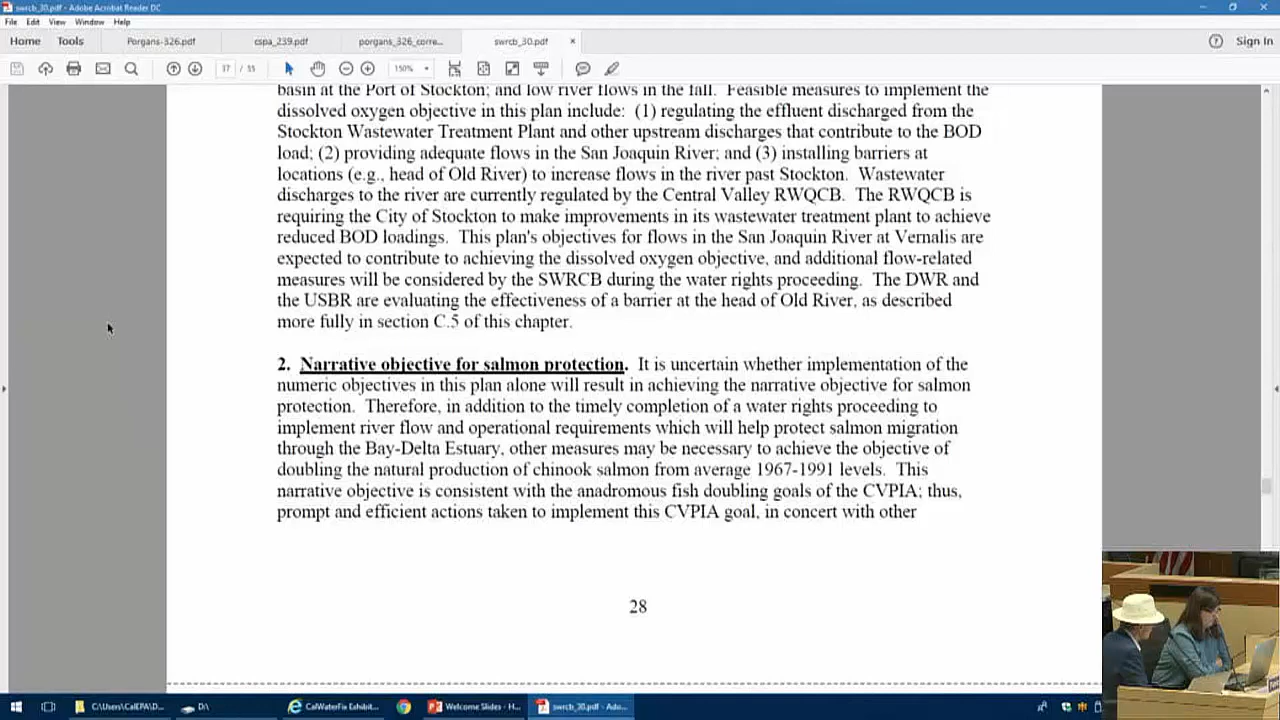 swrcb_30.pdf - Adobe Acrobat Reader DC
File Edit View Window Help
Home Tools Porgans-326.pdf cspa_239.pdf porgans_326_corre... swrcb_30.pdf × Sign In
37 / 55 150%
basin at the Port of Stockton; and low river flows in the fall. Feasible measures to implement the
dissolved oxygen objective in this plan include: (1) regulating the effluent discharged from the
Stockton Wastewater Treatment Plant and other upstream discharges that contribute to the BOD
load; (2) providing adequate flows in the San Joaquin River; and (3) installing barriers at
locations (e.g., head of Old River) to increase flows in the river past Stockton. Wastewater
discharges to the river are currently regulated by the Central Valley RWQCB. The RWQCB is
requiring the City of Stockton to make improvements in its wastewater treatment plant to achieve
reduced BOD loadings. This plan's objectives for flows in the San Joaquin River at Vernalis are
expected to contribute to achieving the dissolved oxygen objective, and additional flow-related
measures will be considered by the SWRCB during the water rights proceeding. The DWR and
the USBR are evaluating the effectiveness of a barrier at the head of Old River, as described
more fully in section C.5 of this chapter.
2. Narrative objective for salmon protection. It is uncertain whether implementation of the
numeric objectives in this plan alone will result in achieving the narrative objective for salmon
protection. Therefore, in addition to the timely completion of a water rights proceeding to
implement river flow and operational requirements which will help protect salmon migration
through the Bay-Delta Estuary, other measures may be necessary to achieve the objective of
doubling the natural production of chinook salmon from average 1967-1991 levels. This
narrative objective is consistent with the anadromous fish doubling goals of the CVPIA; thus,
prompt and efficient actions taken to implement this CVPIA goal, in concert with other
28
C:\Users\CalEPA\D... D:\ CalWaterFix Exhibit... Welcome Slides - H... swrcb_30.pdf - Ado...